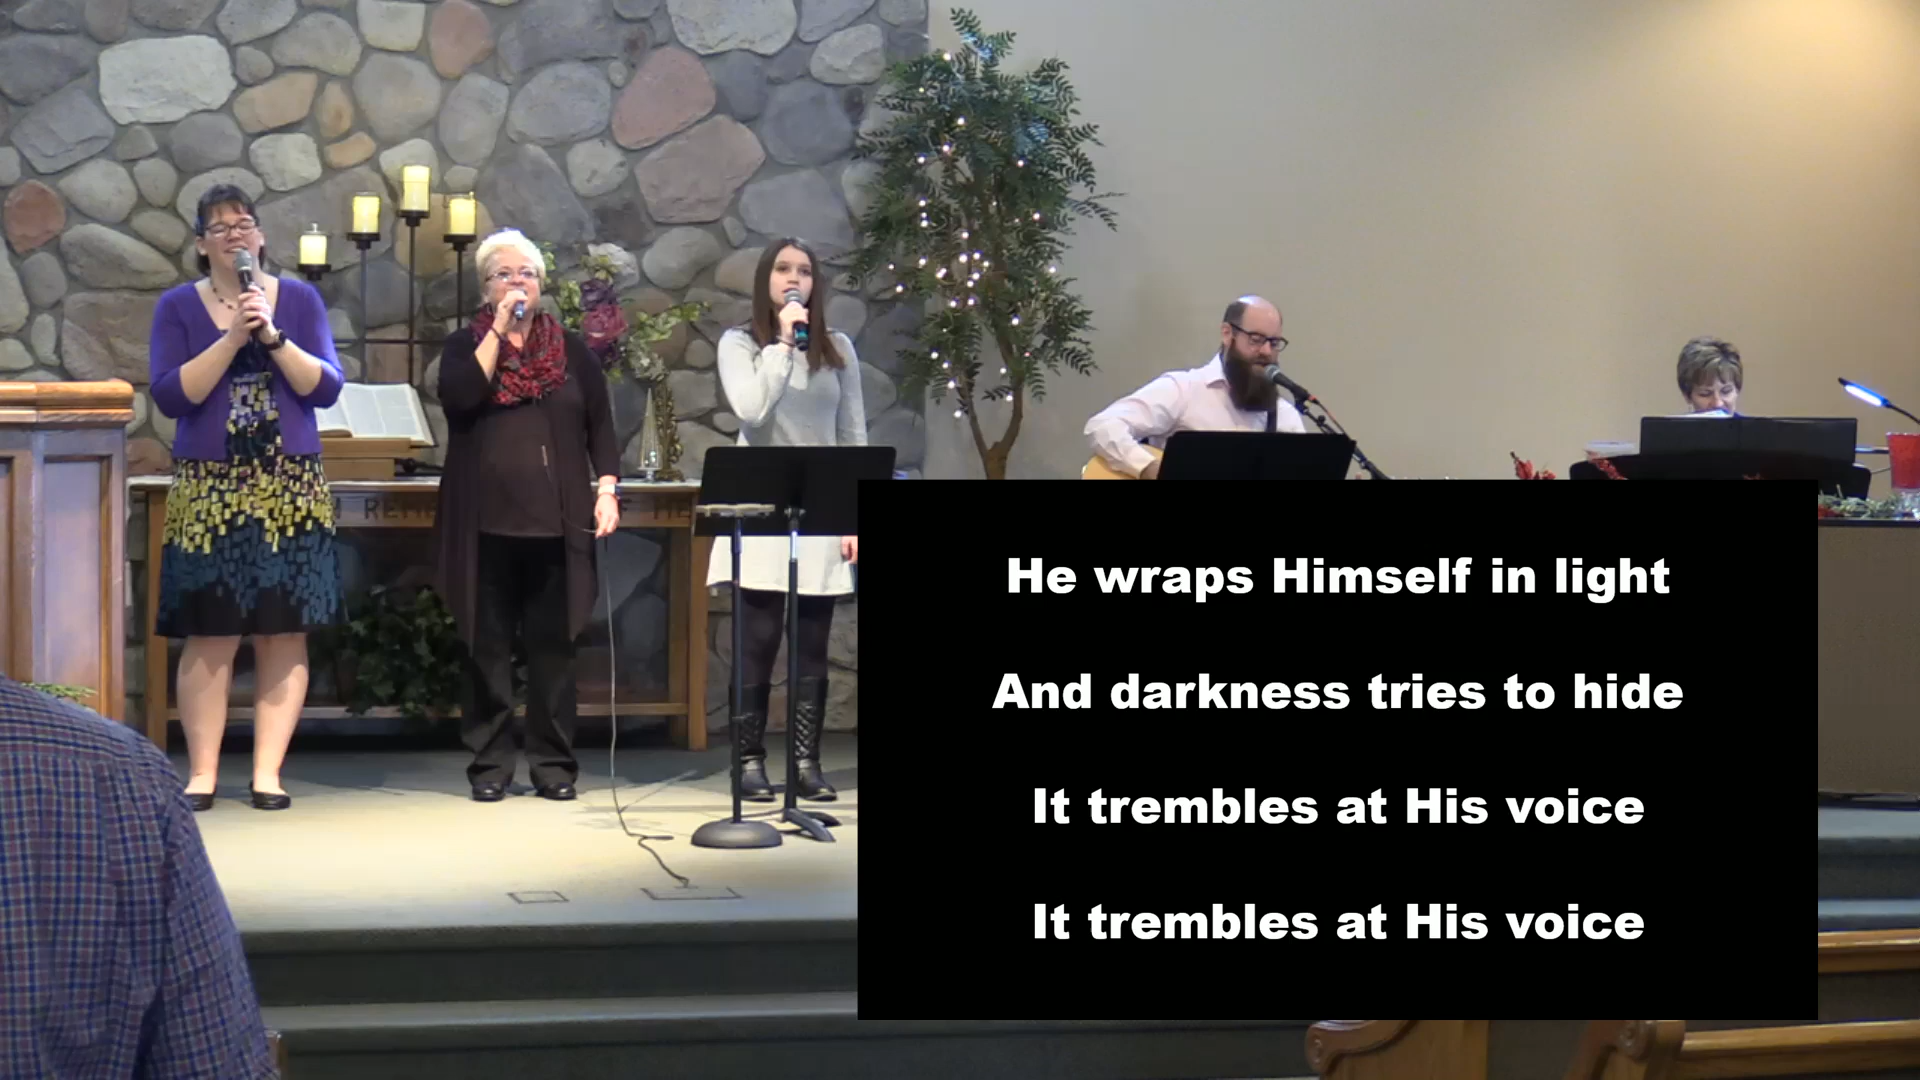 He wraps Himself in light
And darkness tries to hide
It trembles at His voice
It trembles at His voice